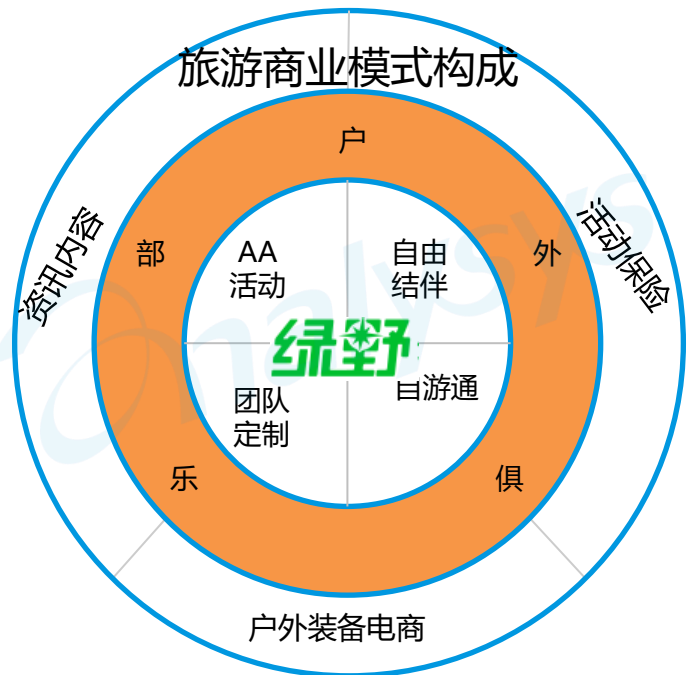 旅游商业模式构成
户
外
俱
乐
部
资讯内容
活动保险
户外装备电商
AA
活动
自由
结伴
绿野
团队
定制
自游通
analysys